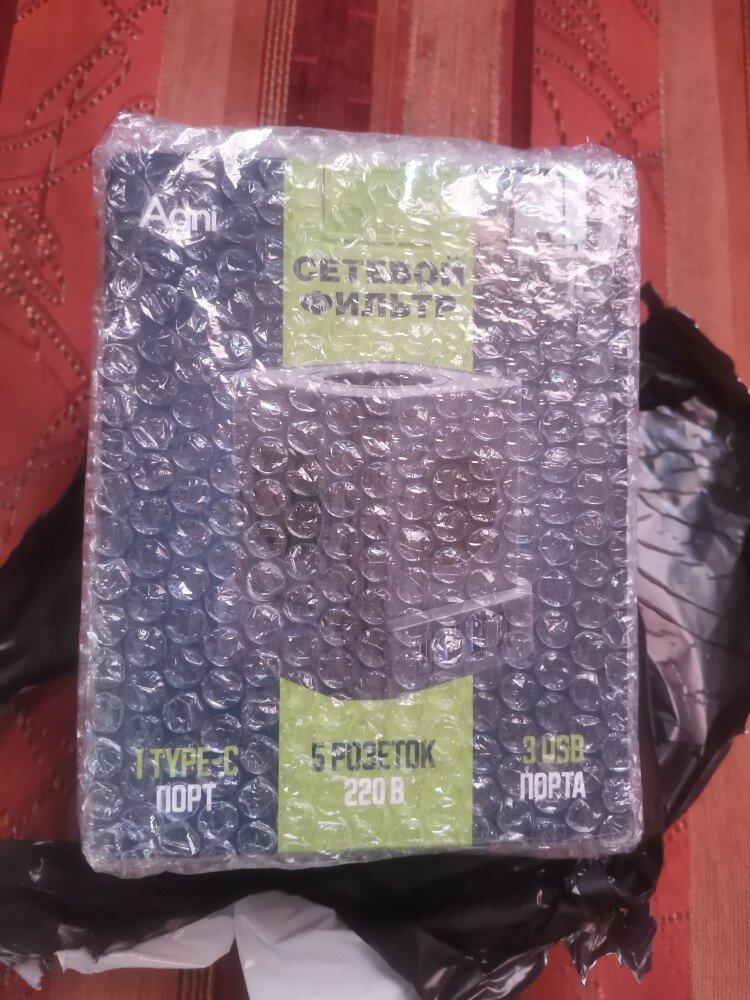 Agni
СЕТЕВОЙ
ФИЛЬТР
1 TYPE-C
ПОРТ
5 РОЗЕТОК
220 В
3 USB
ПОРТА